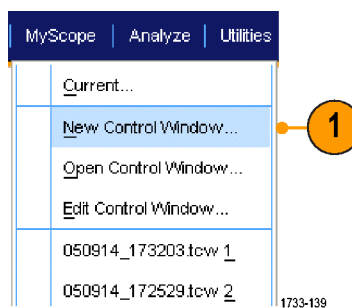 MyScope | Analyze | Utilities
Current...
New Control Window...
1
Open Control Window...
Edit Control Window...
050914_173203.tcw 1
050914_172529.tcw 2
1733-139